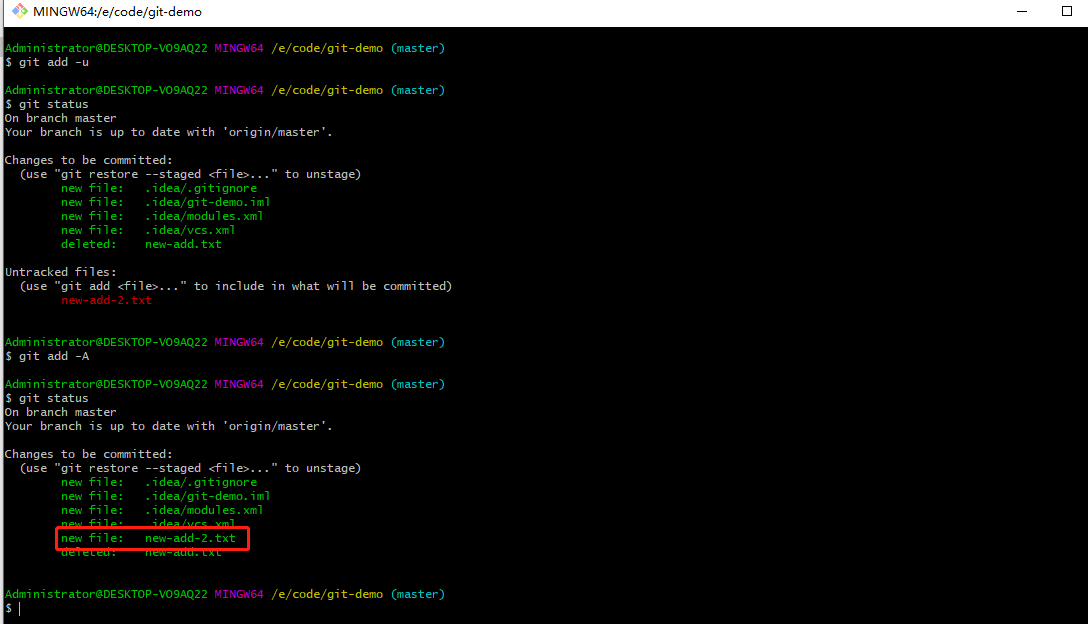 MINGW64:/e/code/git-demo
Administrator@DESKTOP-VO9AQ22 MINGW64 /e/code/git-demo (master)
$ git add -u
Administrator@DESKTOP-VO9AQ22 MINGW64 /e/code/git-demo (master)
$ git status
On branch master
Your branch is up to date with 'origin/master'.
Changes to be committed:
(use "git restore --staged <file>..." to unstage)
new file: .idea/.gitignore
new file: .idea/git-demo.iml
new file: .idea/modules.xml
new file: .idea/vcs.xml
deleted: new-add.txt
Untracked files:
(use "git add <file>..." to include in what will be committed)
new-add-2.txt
Administrator@DESKTOP-VO9AQ22 MINGW64 /e/code/git-demo (master)
$ git add -A
Administrator@DESKTOP-VO9AQ22 MINGW64 /e/code/git-demo (master)
$ git status
On branch master
Your branch is up to date with 'origin/master'.
Changes to be committed:
(use "git restore --staged <file>..." to unstage)
new file: .idea/.gitignore
new file: .idea/git-demo.iml
new file: .idea/modules.xml
new file: .idea/vcs.xml
new file: new-add-2.txt
deleted: new-add.txt
Administrator@DESKTOP-VO9AQ22 MINGW64 /e/code/git-demo (master)
$